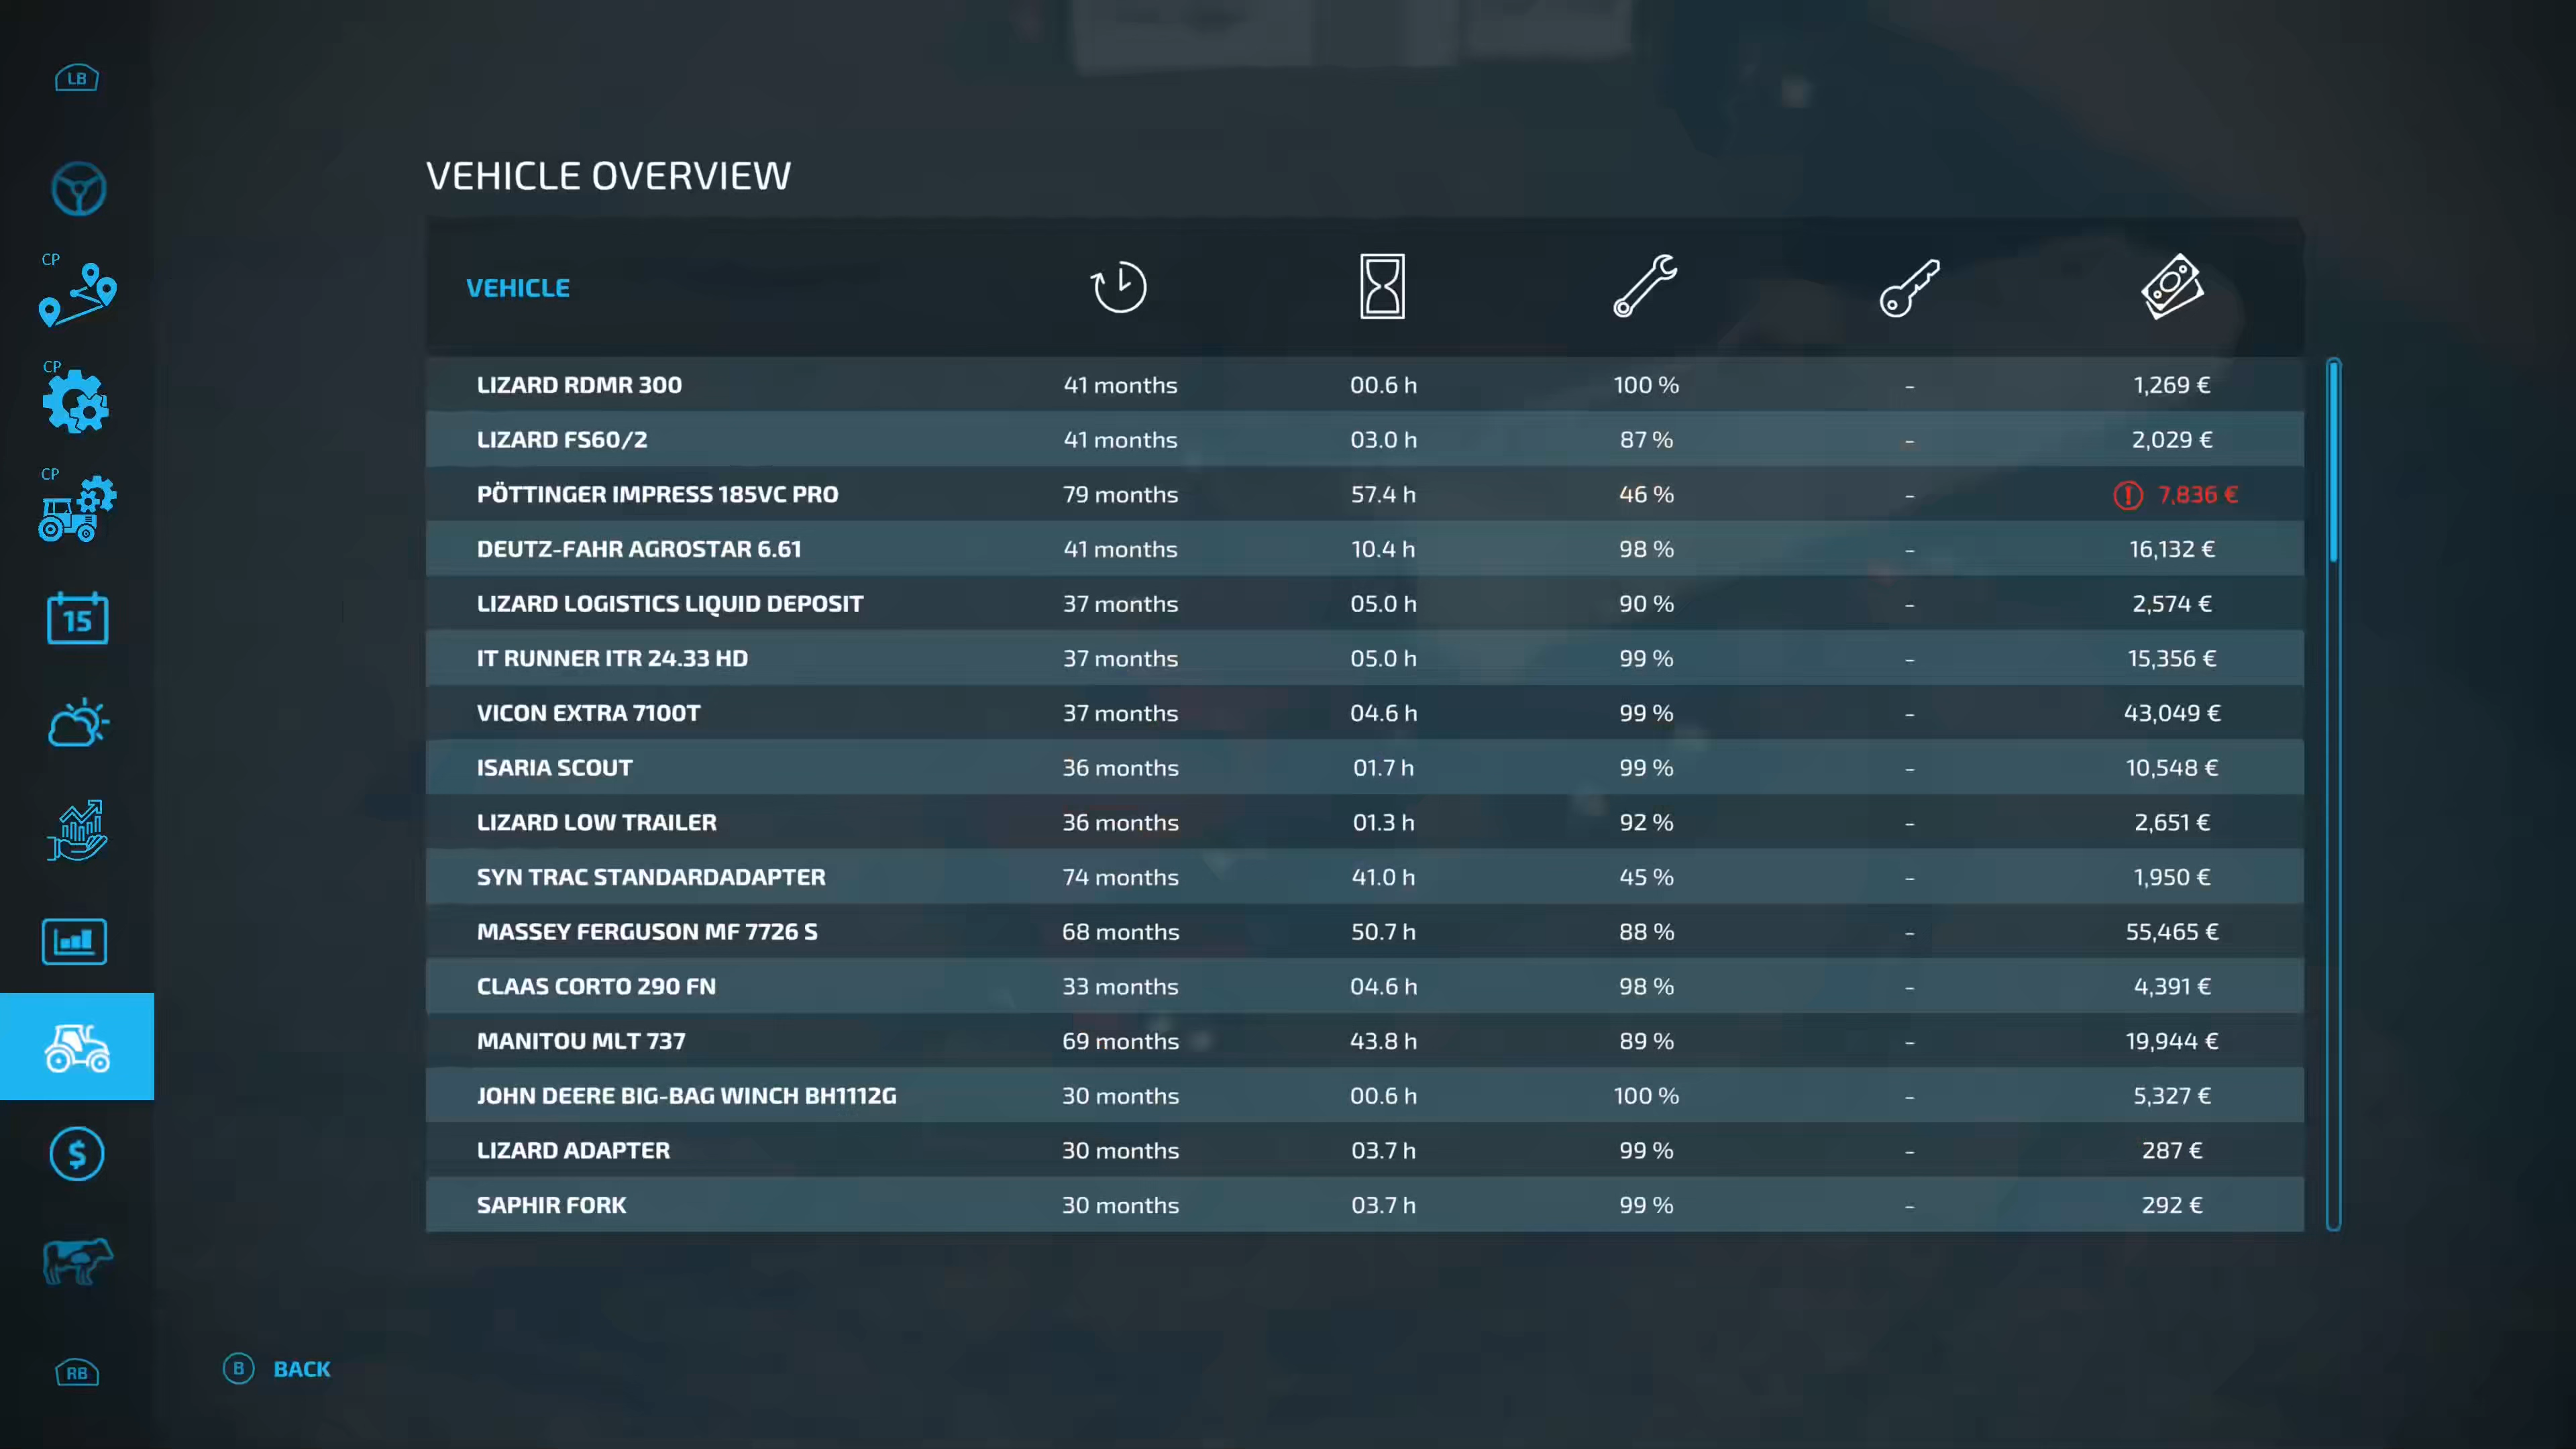 LB
CP
CP
CP
15
$
RB
VEHICLE OVERVIEW
VEHICLE
LIZARD RDMR 300 41 months 00.6 h 100 % - 1,269 €
LIZARD FS60/2 41 months 03.0 h 87 % - 2,029 €
PÖTTINGER IMPRESS 185VC PRO 79 months 57.4 h 46 % - ! 7,836 €
DEUTZ-FAHR AGROSTAR 6.61 41 months 10.4 h 98 % - 16,132 €
LIZARD LOGISTICS LIQUID DEPOSIT 37 months 05.0 h 90 % - 2,574 €
IT RUNNER ITR 24.33 HD 37 months 05.0 h 99 % - 15,356 €
VICON EXTRA 7100T 37 months 04.6 h 99 % - 43,049 €
ISARIA SCOUT 36 months 01.7 h 99 % - 10,548 €
LIZARD LOW TRAILER 36 months 01.3 h 92 % - 2,651 €
SYN TRAC STANDARDADAPTER 74 months 41.0 h 45 % - 1,950 €
MASSEY FERGUSON MF 7726 S 68 months 50.7 h 88 % - 55,465 €
CLAAS CORTO 290 FN 33 months 04.6 h 98 % - 4,391 €
MANITOU MLT 737 69 months 43.8 h 89 % - 19,944 €
JOHN DEERE BIG-BAG WINCH BH1112G 30 months 00.6 h 100 % - 5,327 €
LIZARD ADAPTER 30 months 03.7 h 99 % - 287 €
SAPHIR FORK 30 months 03.7 h 99 % - 292 €
B BACK